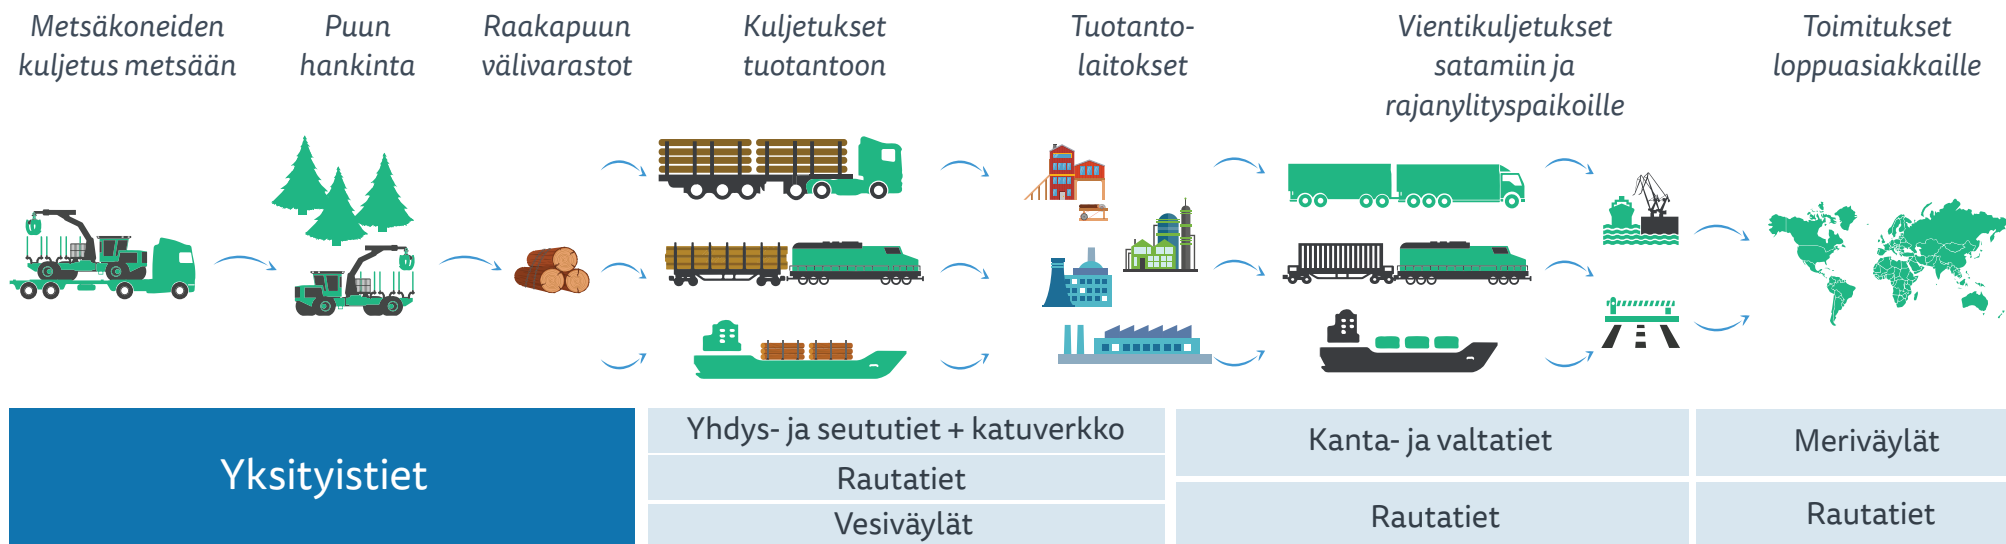 Metsäkoneiden
kuljetus metsään
Puun
hankinta
Raakapuun
välivarastot
Kuljetukset
tuotantoon
Tuotanto-
laitokset
Vientikuljetukset
satamiin ja
rajanylityspaikoille
Toimitukset
loppuasiakkaille
Yksityistiet
Yhdys- ja seututiet + katuverkko
Rautatiet
Vesiväylät
Kanta- ja valtatiet
Rautatiet
Meriväylät
Rautatiet